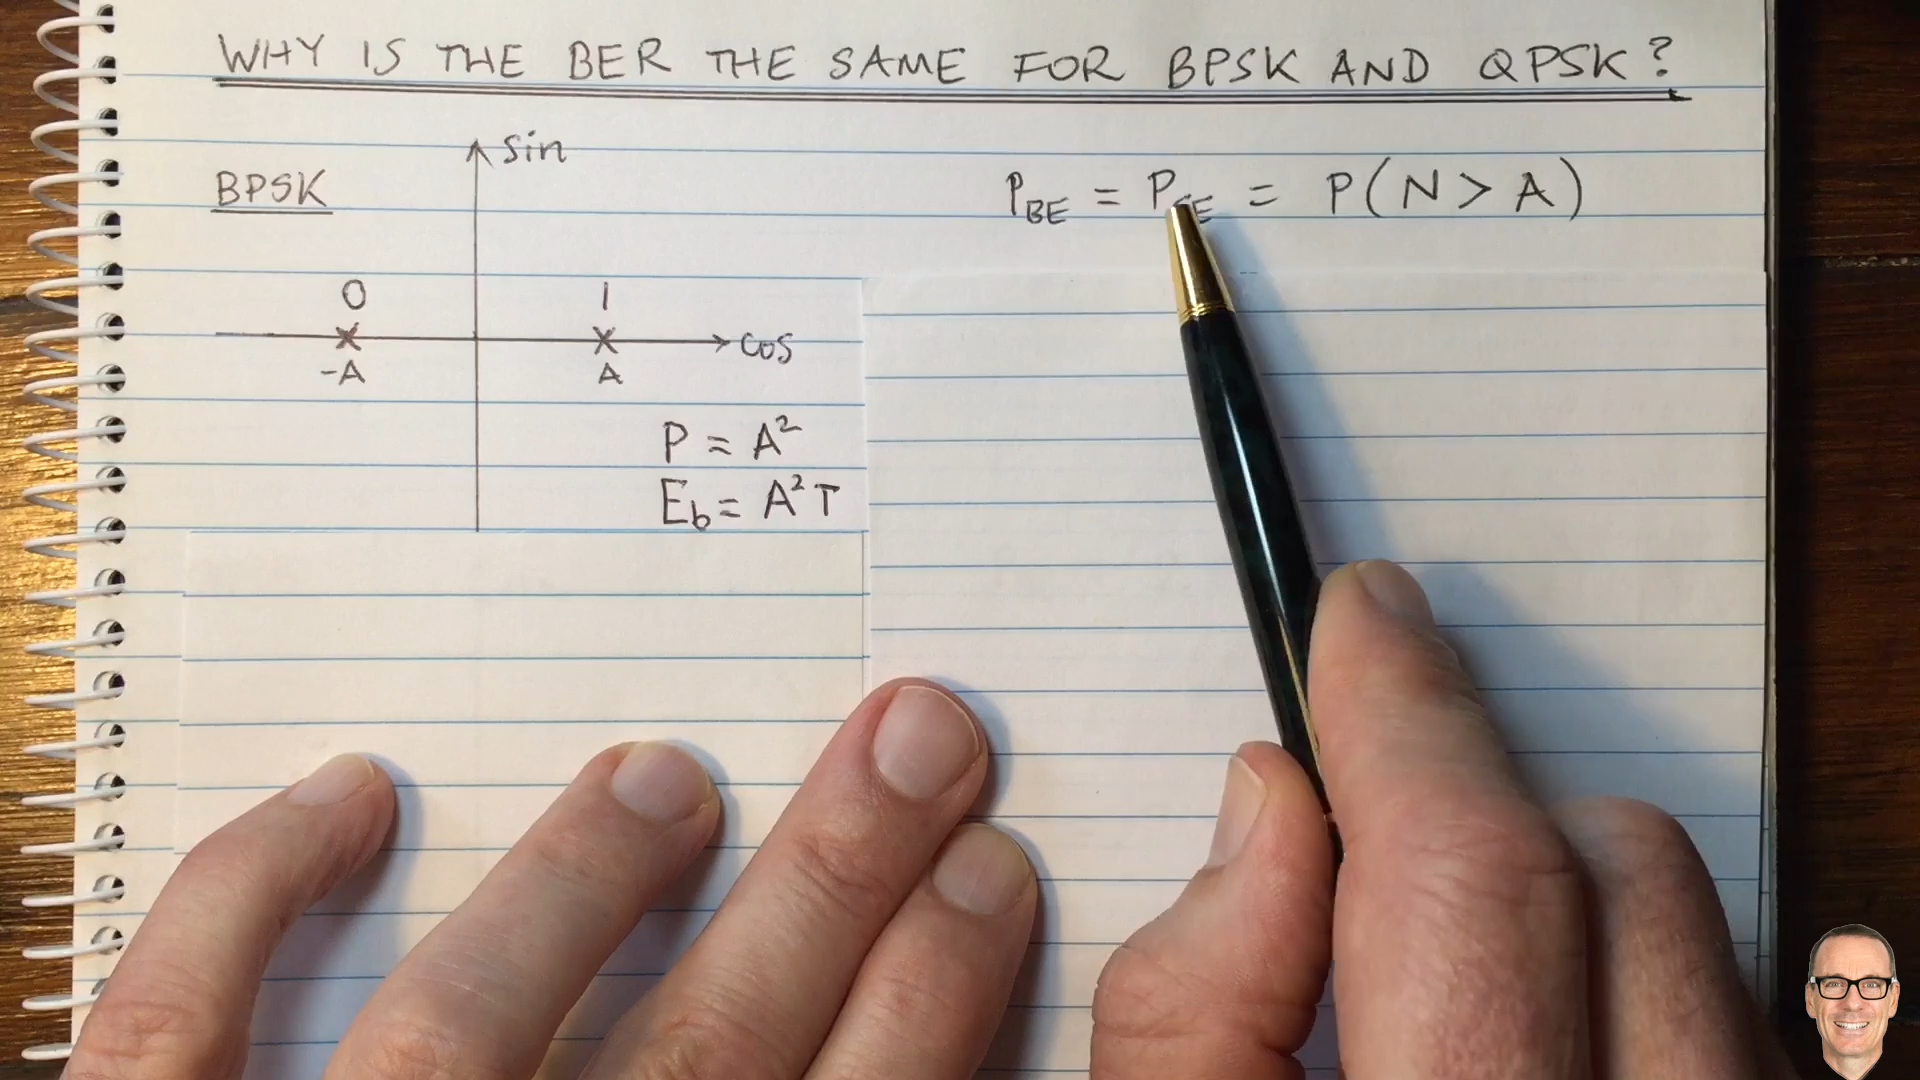 WHY IS THE BER THE SAME FOR BPSK AND QPSK?
sin
BPSK
P_BE = P_SE = P(N > A)
0 1
cos
-A A
P = A²
E_b = A²T